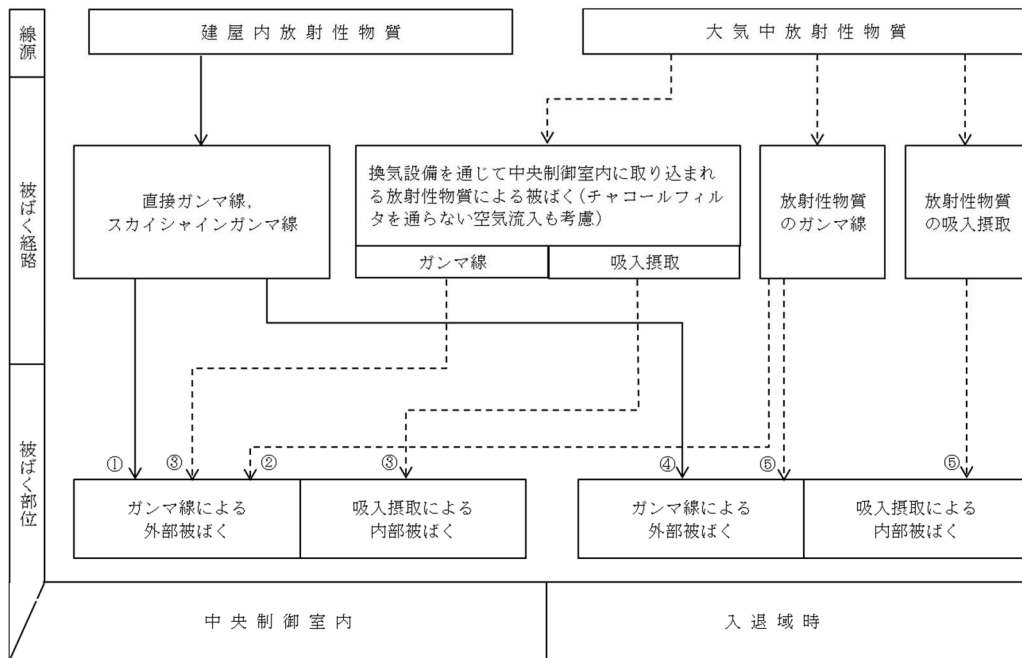 線源
建屋内放射性物質
大気中放射性物質
被ばく経路
直接ガンマ線,
スカイシャインガンマ線
換気設備を通じて中央制御室内に取り込まれ
る放射性物質による被ばく(チャコールフィル
タを通らない空気流入も考慮)
ガンマ線
吸入摂取
放射性物質
のガンマ線
放射性物質
の吸入摂取
被ばく部位
①
③
②
③
④
⑤
⑤
ガンマ線による
外部被ばく
吸入摂取による
内部被ばく
ガンマ線による
外部被ばく
吸入摂取による
内部被ばく
中央制御室内
入退域時